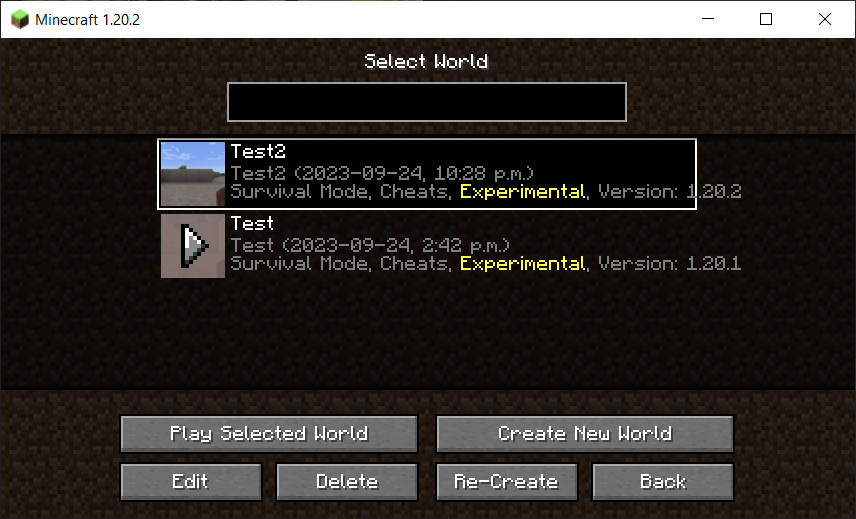 Minecraft 1.20.2
Select World
Test2
Test2 (2023-09-24, 10:28 p.m.)
Survival Mode, Cheats, Experimental, Version: 1.20.2
Test
Test (2023-09-24, 2:42 p.m.)
Survival Mode, Cheats, Experimental, Version: 1.20.1
Play Selected World
Create New World
Edit
Delete
Re-Create
Back